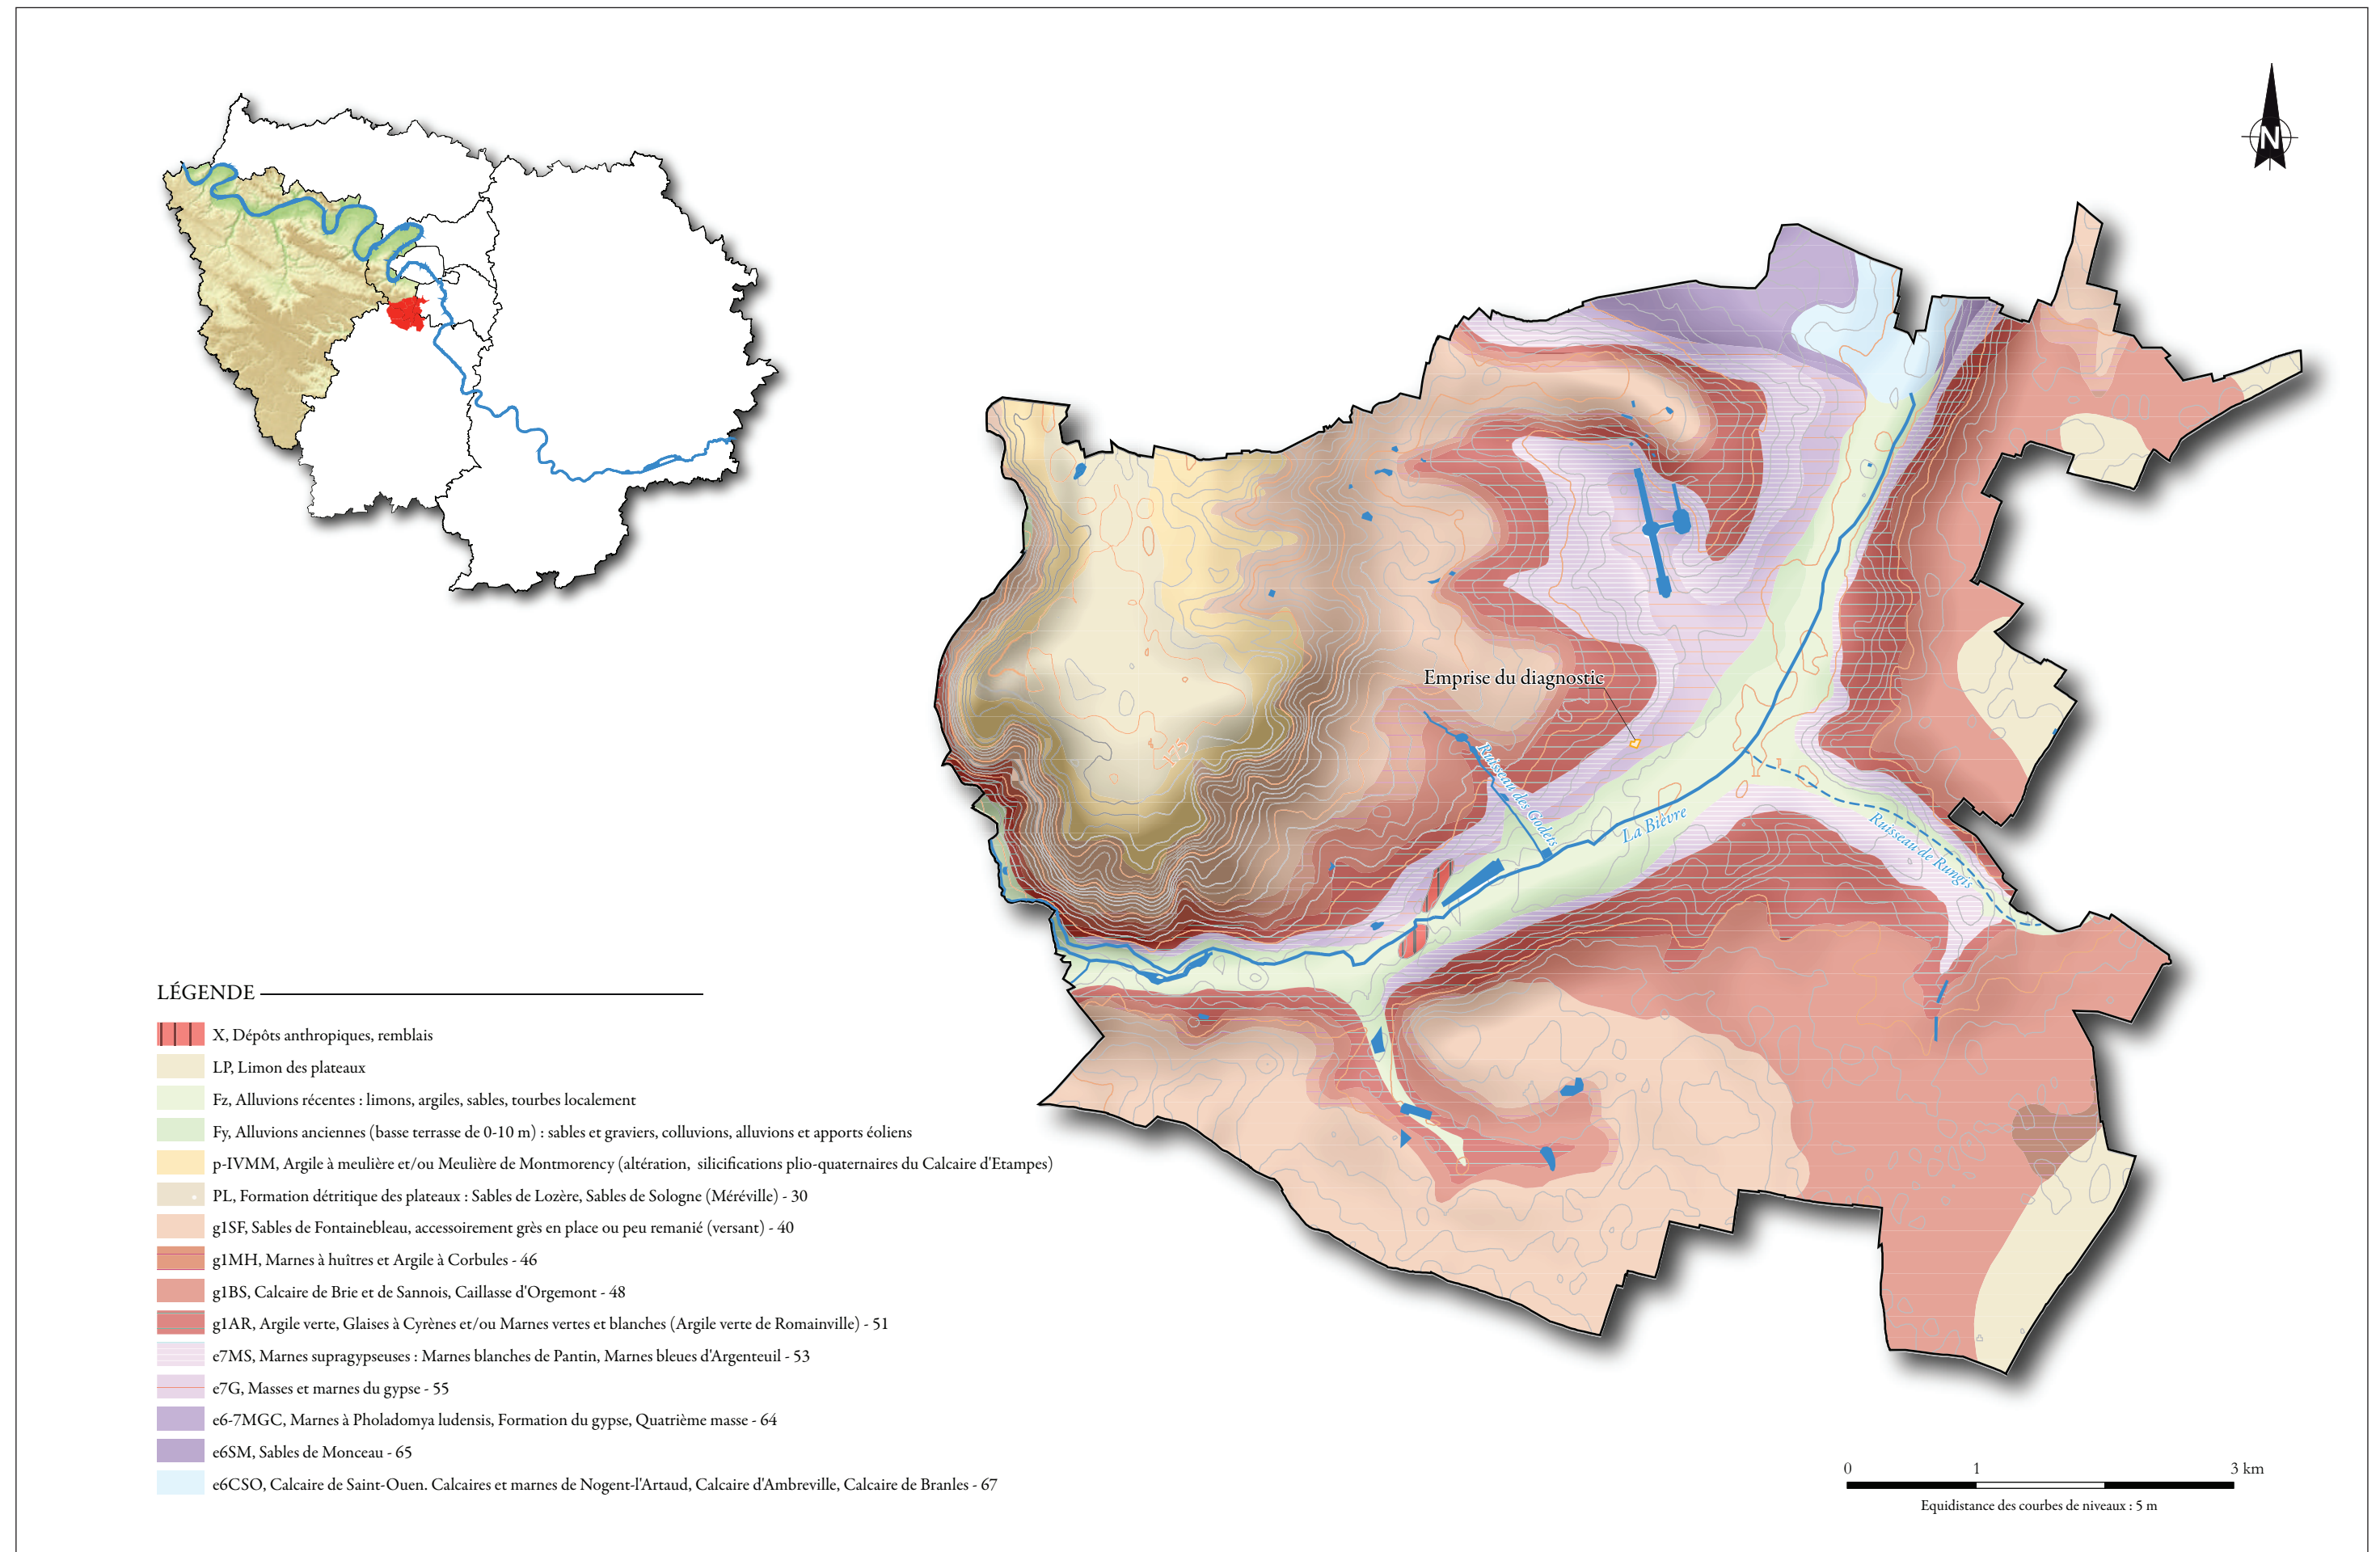 N
Emprise du diagnostic
175
Ruisseau des Godets
La Bièvre
Ruisseau de Rungis
LÉGENDE
X, Dépôts anthropiques, remblais
LP, Limon des plateaux
Fz, Alluvions récentes : limons, argiles, sables, tourbes localement
Fy, Alluvions anciennes (basse terrasse de 0-10 m) : sables et graviers, colluvions, alluvions et apports éoliens
p-IVMM, Argile à meulière et/ou Meulière de Montmorency (altération, silicifications plio-quaternaires du Calcaire d'Etampes)
PL, Formation détritique des plateaux : Sables de Lozère, Sables de Sologne (Méréville) - 30
g1SF, Sables de Fontainebleau, accessoirement grès en place ou peu remanié (versant) - 40
g1MH, Marnes à huîtres et Argile à Corbules - 46
g1BS, Calcaire de Brie et de Sannois, Caillasse d'Orgemont - 48
g1AR, Argile verte, Glaises à Cyrènes et/ou Marnes vertes et blanches (Argile verte de Romainville) - 51
e7MS, Marnes supragypseuses : Marnes blanches de Pantin, Marnes bleues d'Argenteuil - 53
e7G, Masses et marnes du gypse - 55
e6-7MGC, Marnes à Pholadomya ludensis, Formation du gypse, Quatrième masse - 64
e6SM, Sables de Monceau - 65
e6CSO, Calcaire de Saint-Ouen. Calcaires et marnes de Nogent-l'Artaud, Calcaire d'Ambreville, Calcaire de Branles - 67
0 1 3 km
Equidistance des courbes de niveaux : 5 m